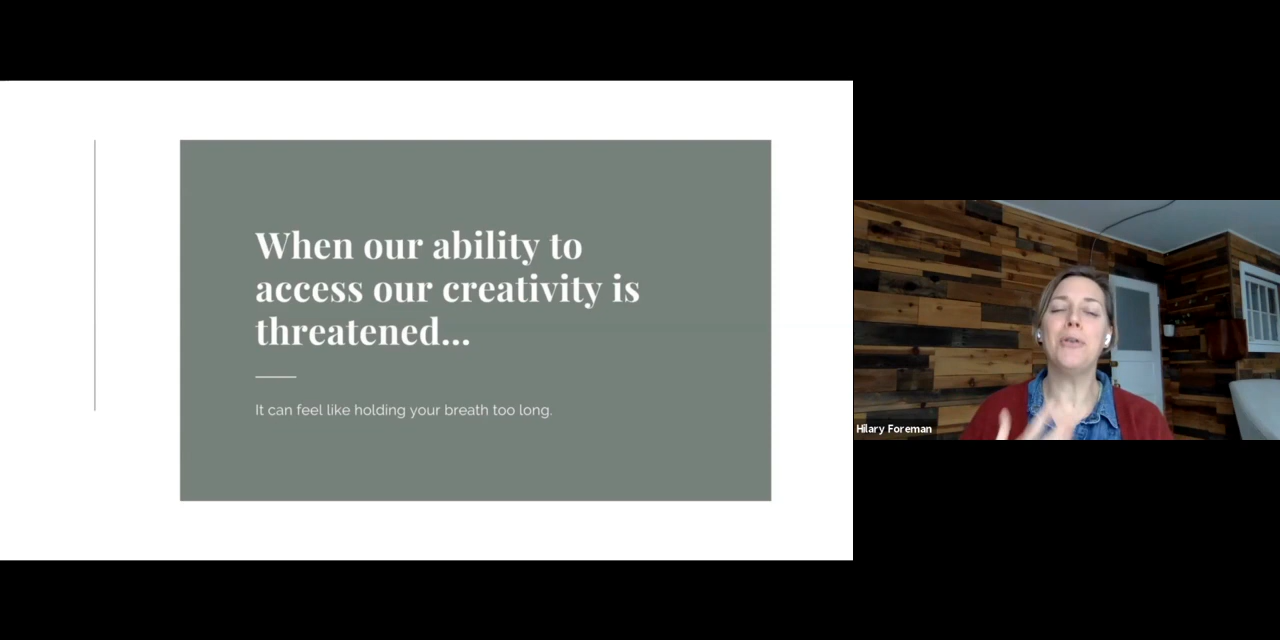 When our ability to
access our creativity is
threatened...
It can feel like holding your breath too long.
Hilary Foreman